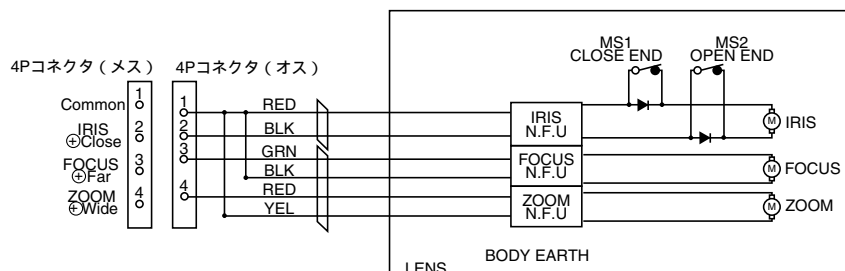 4Pコネクタ(メス)
Common
IRIS
⊕Close
FOCUS
⊕Far
ZOOM
⊕Wide
1
2
3
4
4Pコネクタ(オス)
1
2
3
4
RED
BLK
GRN
BLK
RED
YEL
IRIS
N.F.U
FOCUS
N.F.U
ZOOM
N.F.U
MS1
CLOSE END
MS2
OPEN END
M IRIS
M FOCUS
M ZOOM
BODY EARTH
LENS